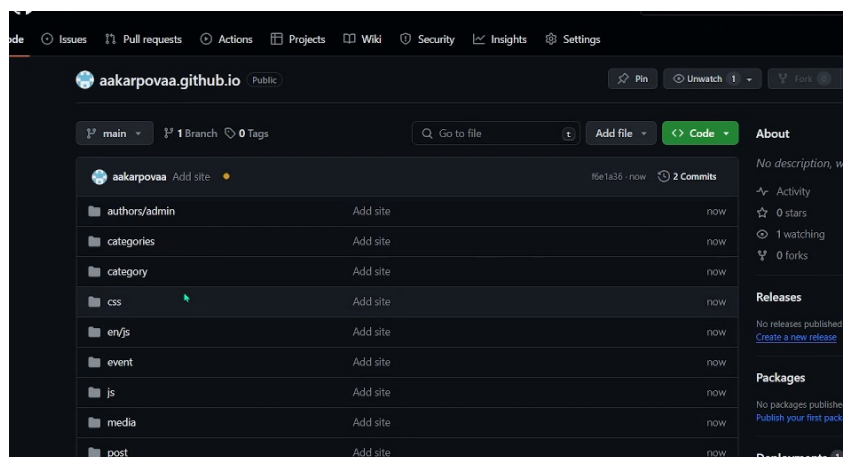 Issues Pull requests Actions Projects Wiki Security Insights Settings
aakarpovaa.github.io Public Pin Unwatch 1 Fork 0
main 1 Branch 0 Tags Go to file t Add file <> Code About
No description, w
aakarpovaa Add site f6e1a36 · now 2 Commits
Activity
authors/admin Add site now
0 stars
categories Add site now
1 watching
category Add site now
0 forks
css Add site now
Releases
en/js Add site now
No releases published
Create a new release
event Add site now
Packages
js Add site now
No packages publishe
Publish your first pack
media Add site now
post Add site now